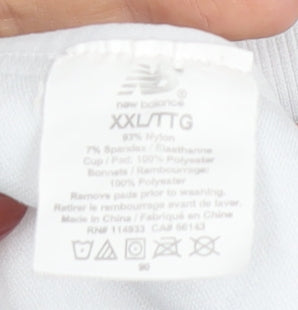 NB ®
new balance
XXL/TTG
93% Nylon
7% Spandex / Elasthanne
Cup / Pad: 100% Polyester
Bonnets / Rembourrage:
100% Polyester
Remove pads prior to washing.
Retirer le rembourrage avant de laver.
Made in China / Fabriqué en China
RN# 114933 CA# 56143
90